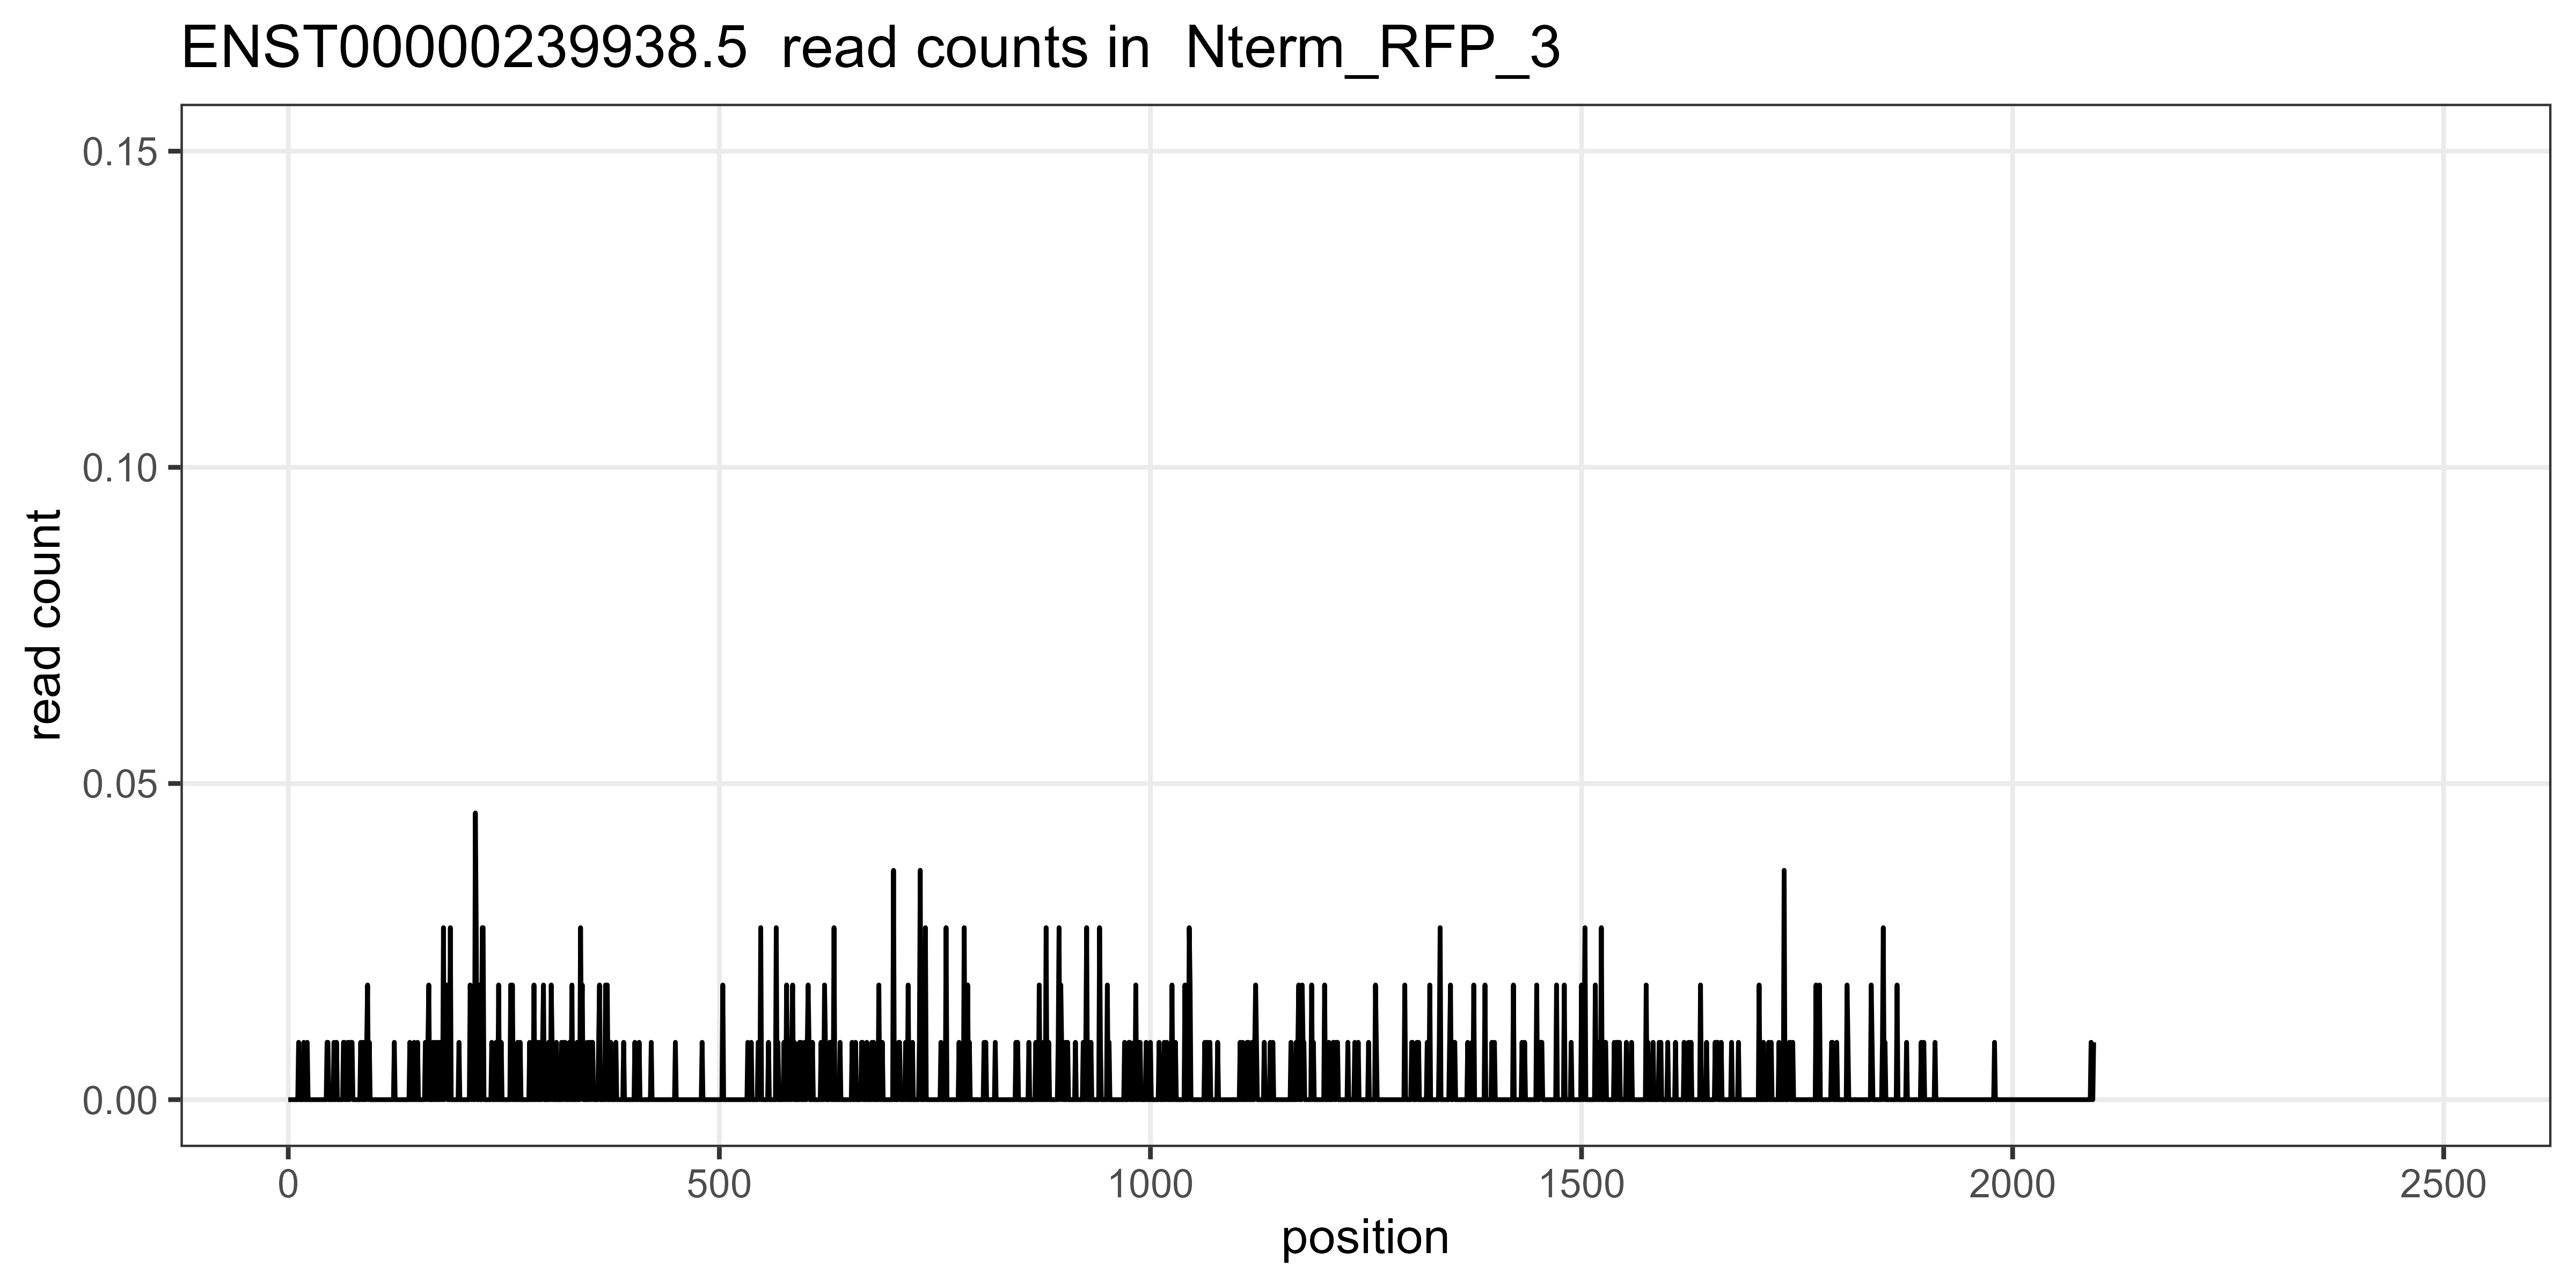 ENST00000239938.5  read counts in  Nterm_RFP_3
0.15
0.10
0.05
0.00
read count
0 500 1000 1500 2000 2500
position